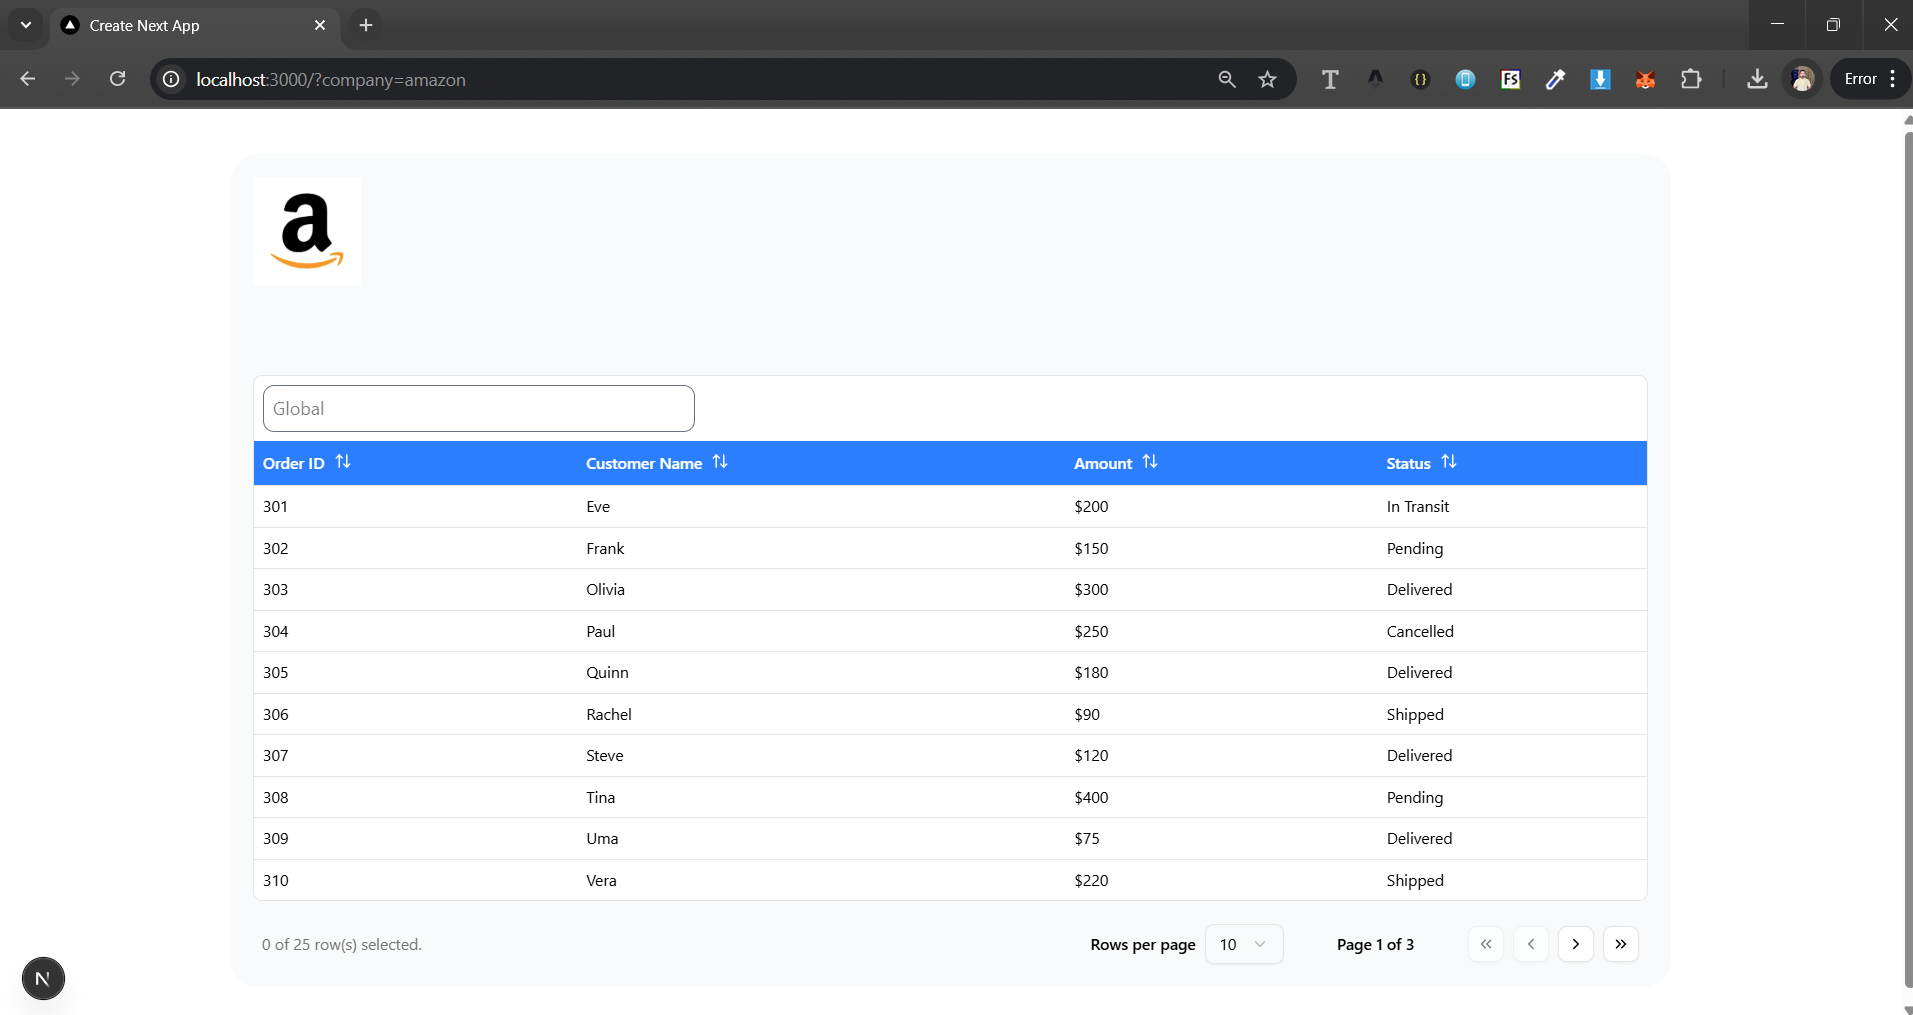 Create Next App
localhost:3000/?company=amazon
T
{}
FS
Error
a
Global
Order ID Customer Name Amount Status
301 Eve $200 In Transit
302 Frank $150 Pending
303 Olivia $300 Delivered
304 Paul $250 Cancelled
305 Quinn $180 Delivered
306 Rachel $90 Shipped
307 Steve $120 Delivered
308 Tina $400 Pending
309 Uma $75 Delivered
310 Vera $220 Shipped
0 of 25 row(s) selected. Rows per page 10 Page 1 of 3
N